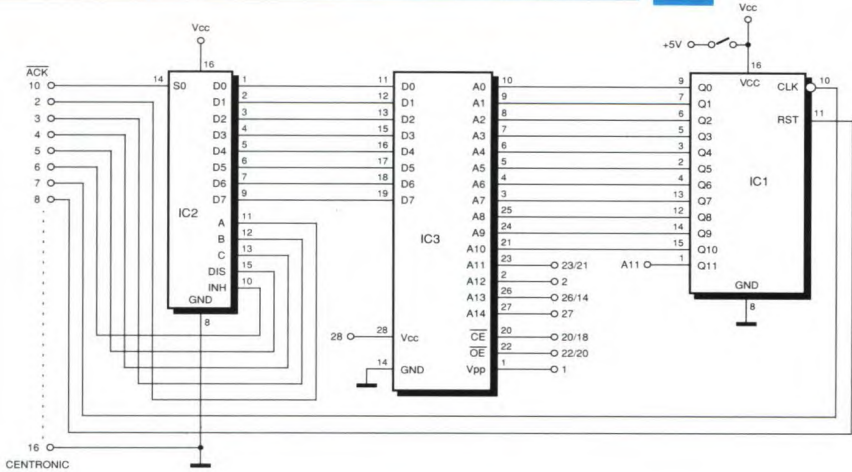 Vcc
+5V
Vcc
16
ACK
10
2
3
4
5
6
7
8
16
CENTRONIC
14 S0
D0 1
D1 2
D2 3
D3 4
D4 5
D5 6
D6 7
D7 9
IC2
A 11
B 12
C 13
DIS 15
INH 10
GND
8
11 D0
12 D1
13 D2
15 D3
16 D4
17 D5
18 D6
19 D7
IC3
28 28 Vcc
14 GND
A0 10
A1 9
A2 8
A3 7
A4 6
A5 5
A6 4
A7 3
A8 25
A9 24
A10 21
A11 23 23/21
A12 2 2
A13 26 26/14
A14 27 27
CE 20 20/18
OE 22 22/20
Vpp 1 1
16
VCC
CLK 10
RST 11
9 Q0
7 Q1
6 Q2
5 Q3
3 Q4
2 Q5
4 Q6
13 Q7
12 Q8
14 Q9
15 Q10
A11 1 Q11
IC1
GND
8